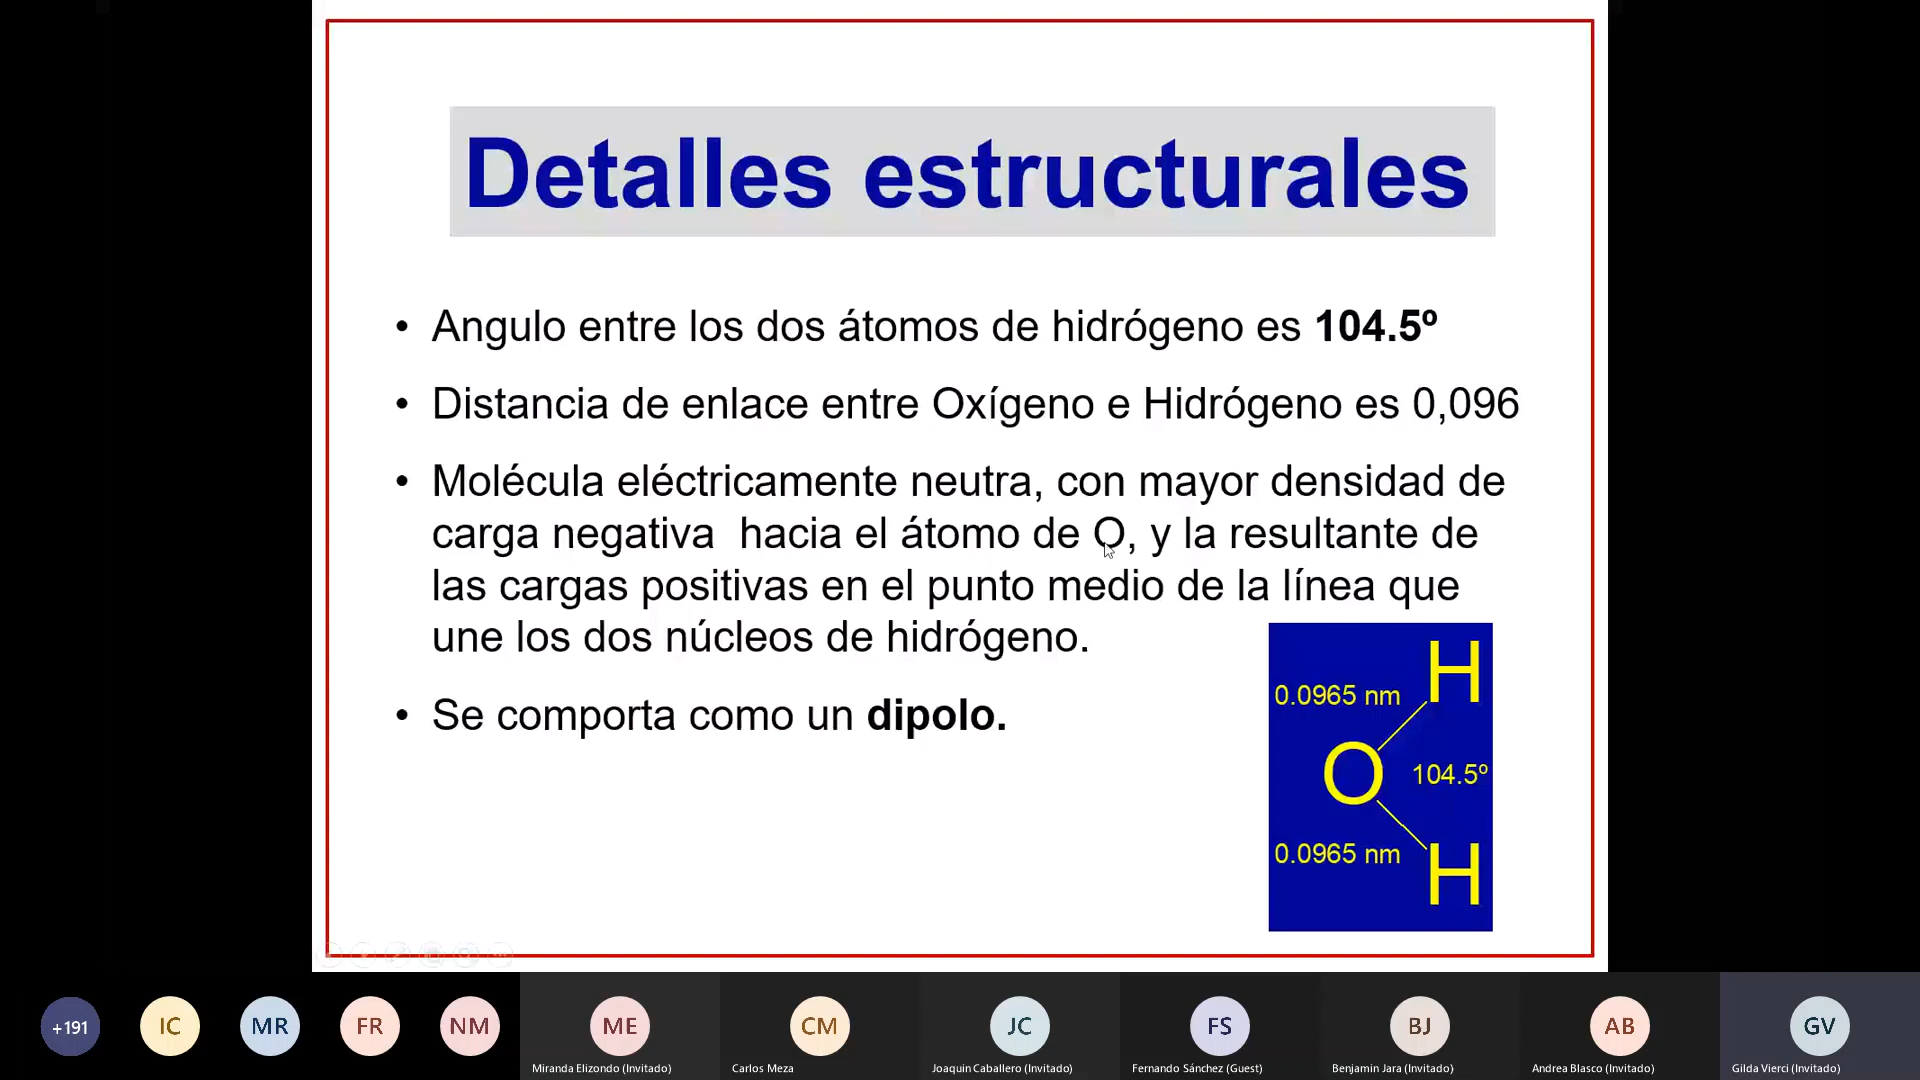 Detalles estructurales
• Angulo entre los dos átomos de hidrógeno es 104.5º
• Distancia de enlace entre Oxígeno e Hidrógeno es 0,096
• Molécula eléctricamente neutra, con mayor densidad de
carga negativa  hacia el átomo de O, y la resultante de
las cargas positivas en el punto medio de la línea que
une los dos núcleos de hidrógeno.
• Se comporta como un dipolo.
H
0.0965 nm
O 104.5º
0.0965 nm
H
+191 IC MR FR NM ME CM JC FS BJ AB GV
Miranda Elizondo (Invitado) Carlos Meza Joaquin Caballero (Invitado) Fernando Sánchez (Guest) Benjamin Jara (Invitado) Andrea Blasco (Invitado) Gilda Vierci (Invitado)